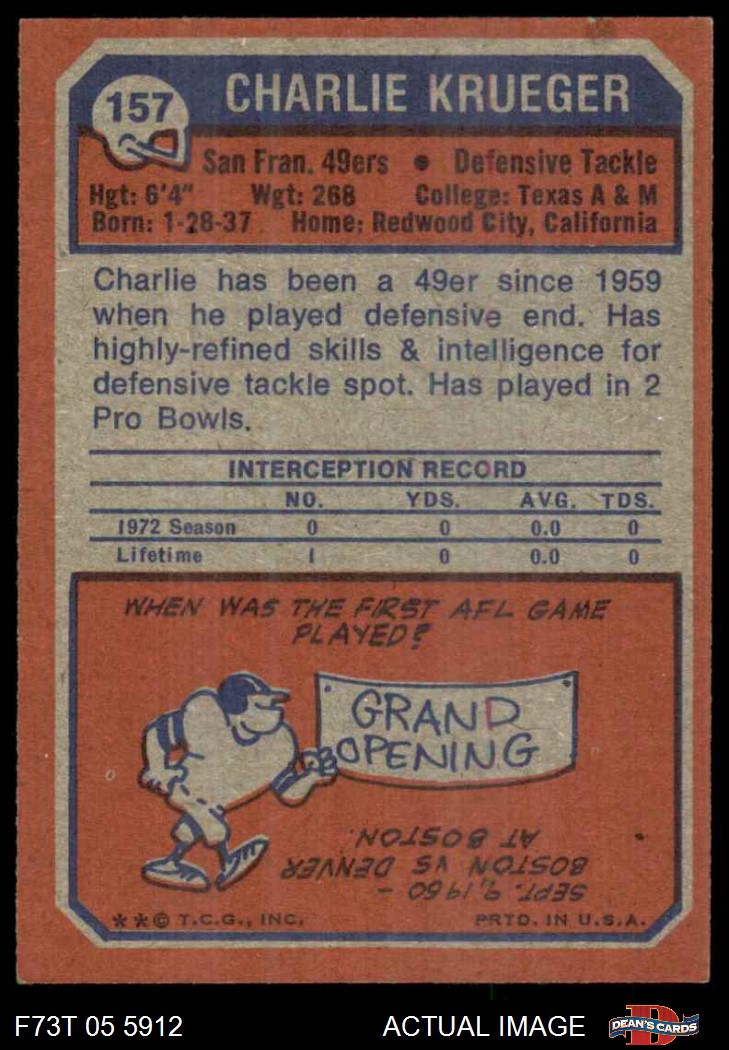 157
CHARLIE KRUEGER
San Fran. 49ers • Defensive Tackle
Hgt: 6'4" Wgt: 268 College: Texas A & M
Born: 1-28-37 Home: Redwood City, California
Charlie has been a 49er since 1959
when he played defensive end. Has
highly-refined skills & intelligence for
defensive tackle spot. Has played in 2
Pro Bowls.
INTERCEPTION RECORD
NO. YDS. AVG. TDS.
1972 Season 0 0 0.0 0
Lifetime 1 0 0.0 0
WHEN WAS THE FIRST AFL GAME
PLAYED?
GRAND
OPENING
SEPT. 9, 1960 –
BOSTON VS DENVER
AT BOSTON.
**© T.C.G., INC. PRTD. IN U.S.A.
F73T 05 5912 ACTUAL IMAGE
D
DEAN'S CARDS